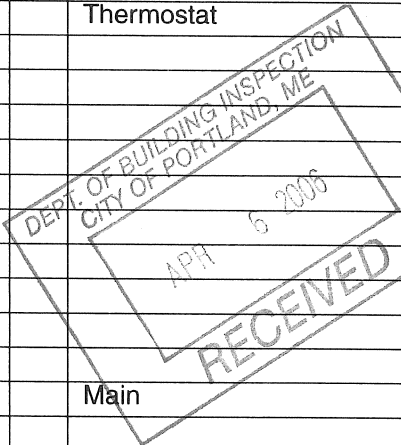 Thermostat
DEPT. OF BUILDING INSPECTION
CITY OF PORTLAND, ME
APR 6 2006
RECEIVED
Main